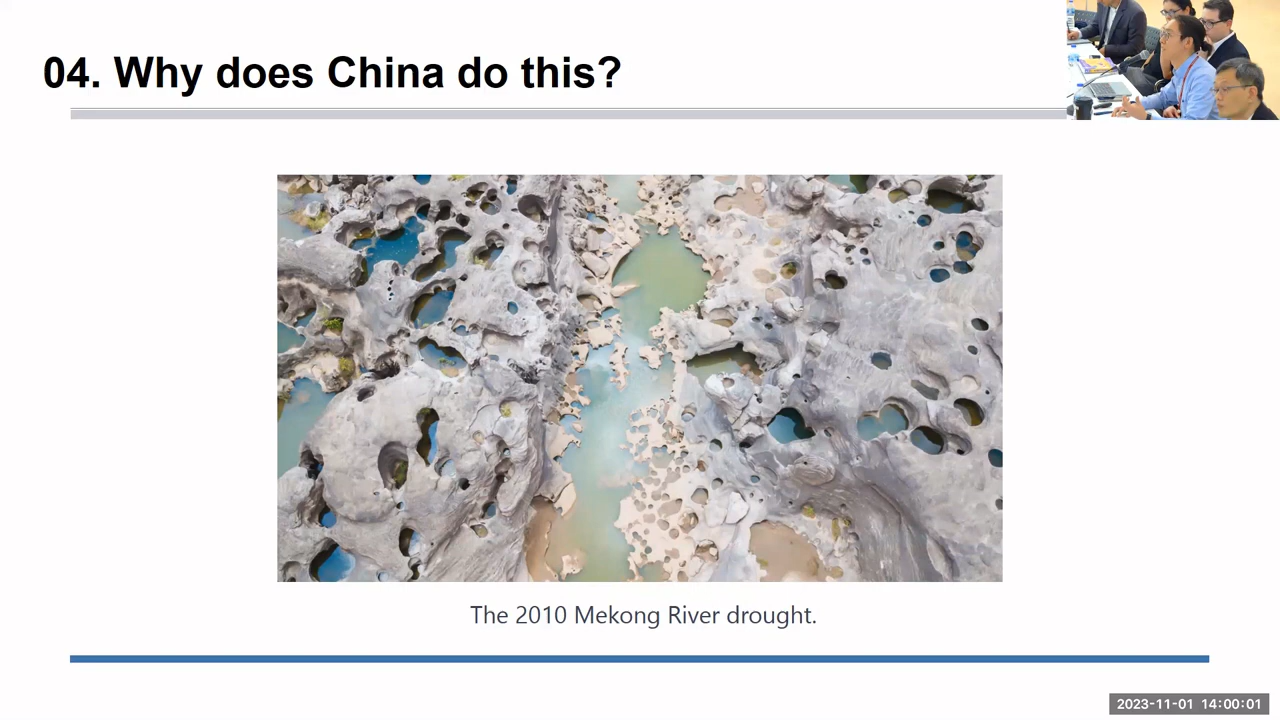 04. Why does China do this?
The 2010 Mekong River drought.
2023-11-01 14:00:01